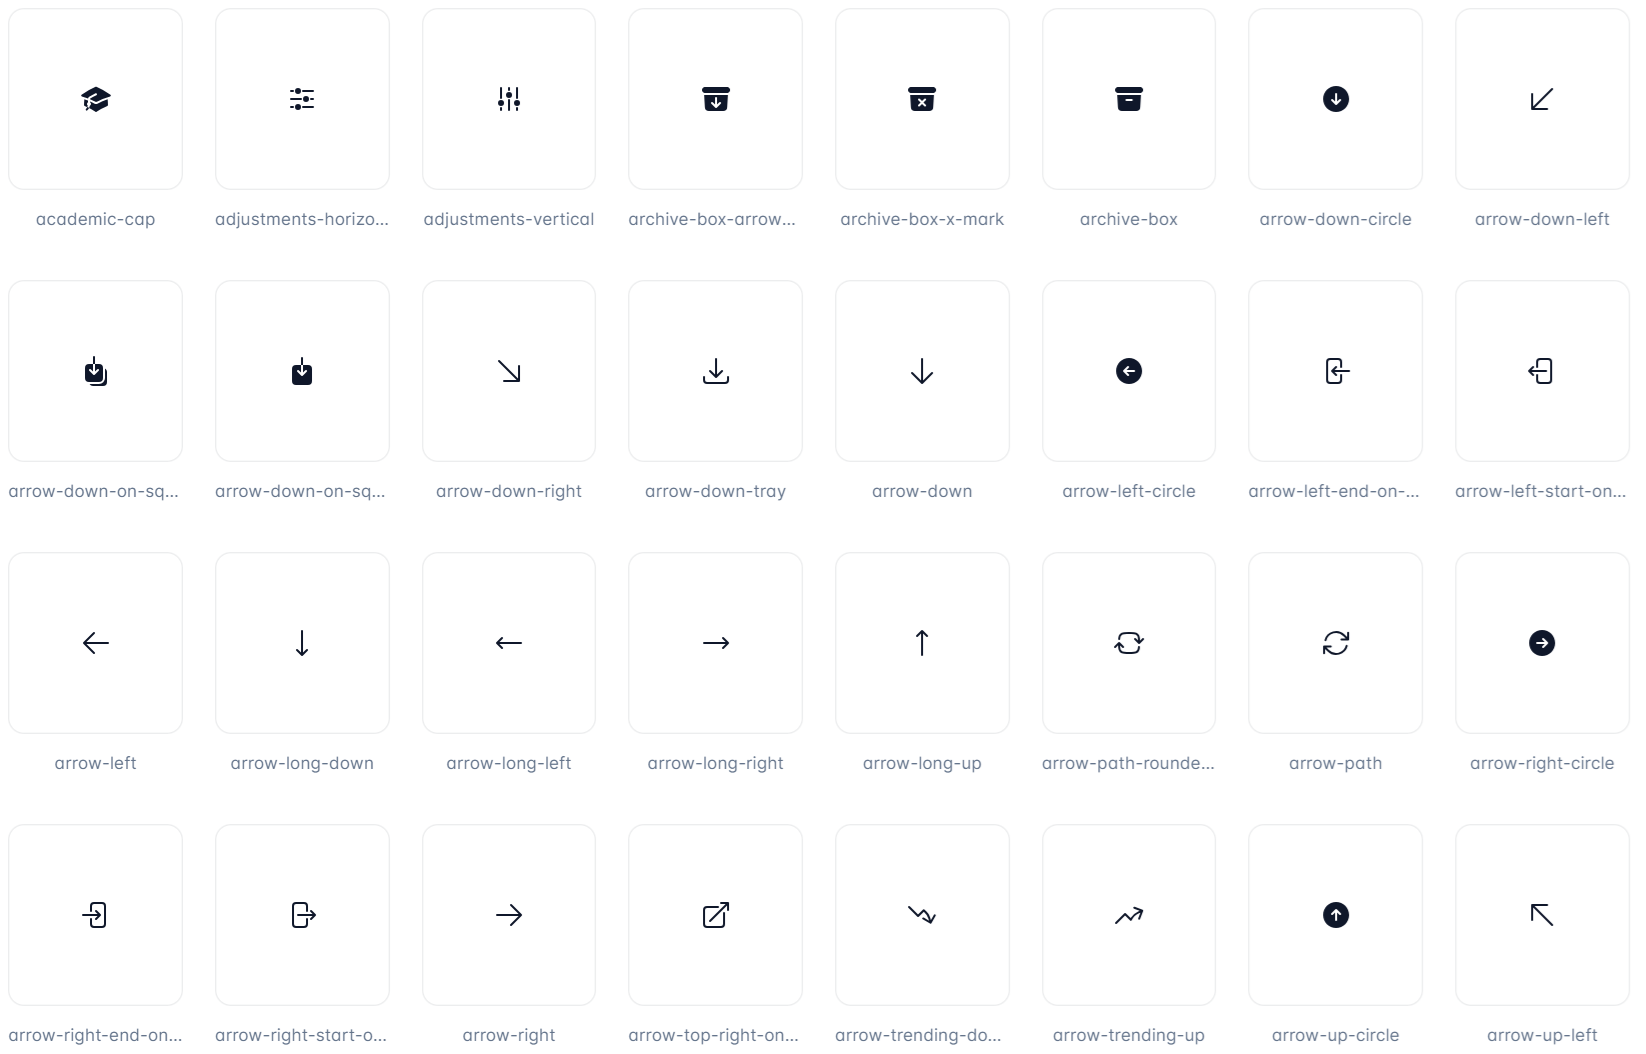 academic-cap
adjustments-horizo...
adjustments-vertical
archive-box-arrow...
archive-box-x-mark
archive-box
arrow-down-circle
arrow-down-left
arrow-down-on-sq...
arrow-down-on-sq...
arrow-down-right
arrow-down-tray
arrow-down
arrow-left-circle
arrow-left-end-on-...
arrow-left-start-on...
arrow-left
arrow-long-down
arrow-long-left
arrow-long-right
arrow-long-up
arrow-path-rounde...
arrow-path
arrow-right-circle
arrow-right-end-on...
arrow-right-start-o...
arrow-right
arrow-top-right-on...
arrow-trending-do...
arrow-trending-up
arrow-up-circle
arrow-up-left